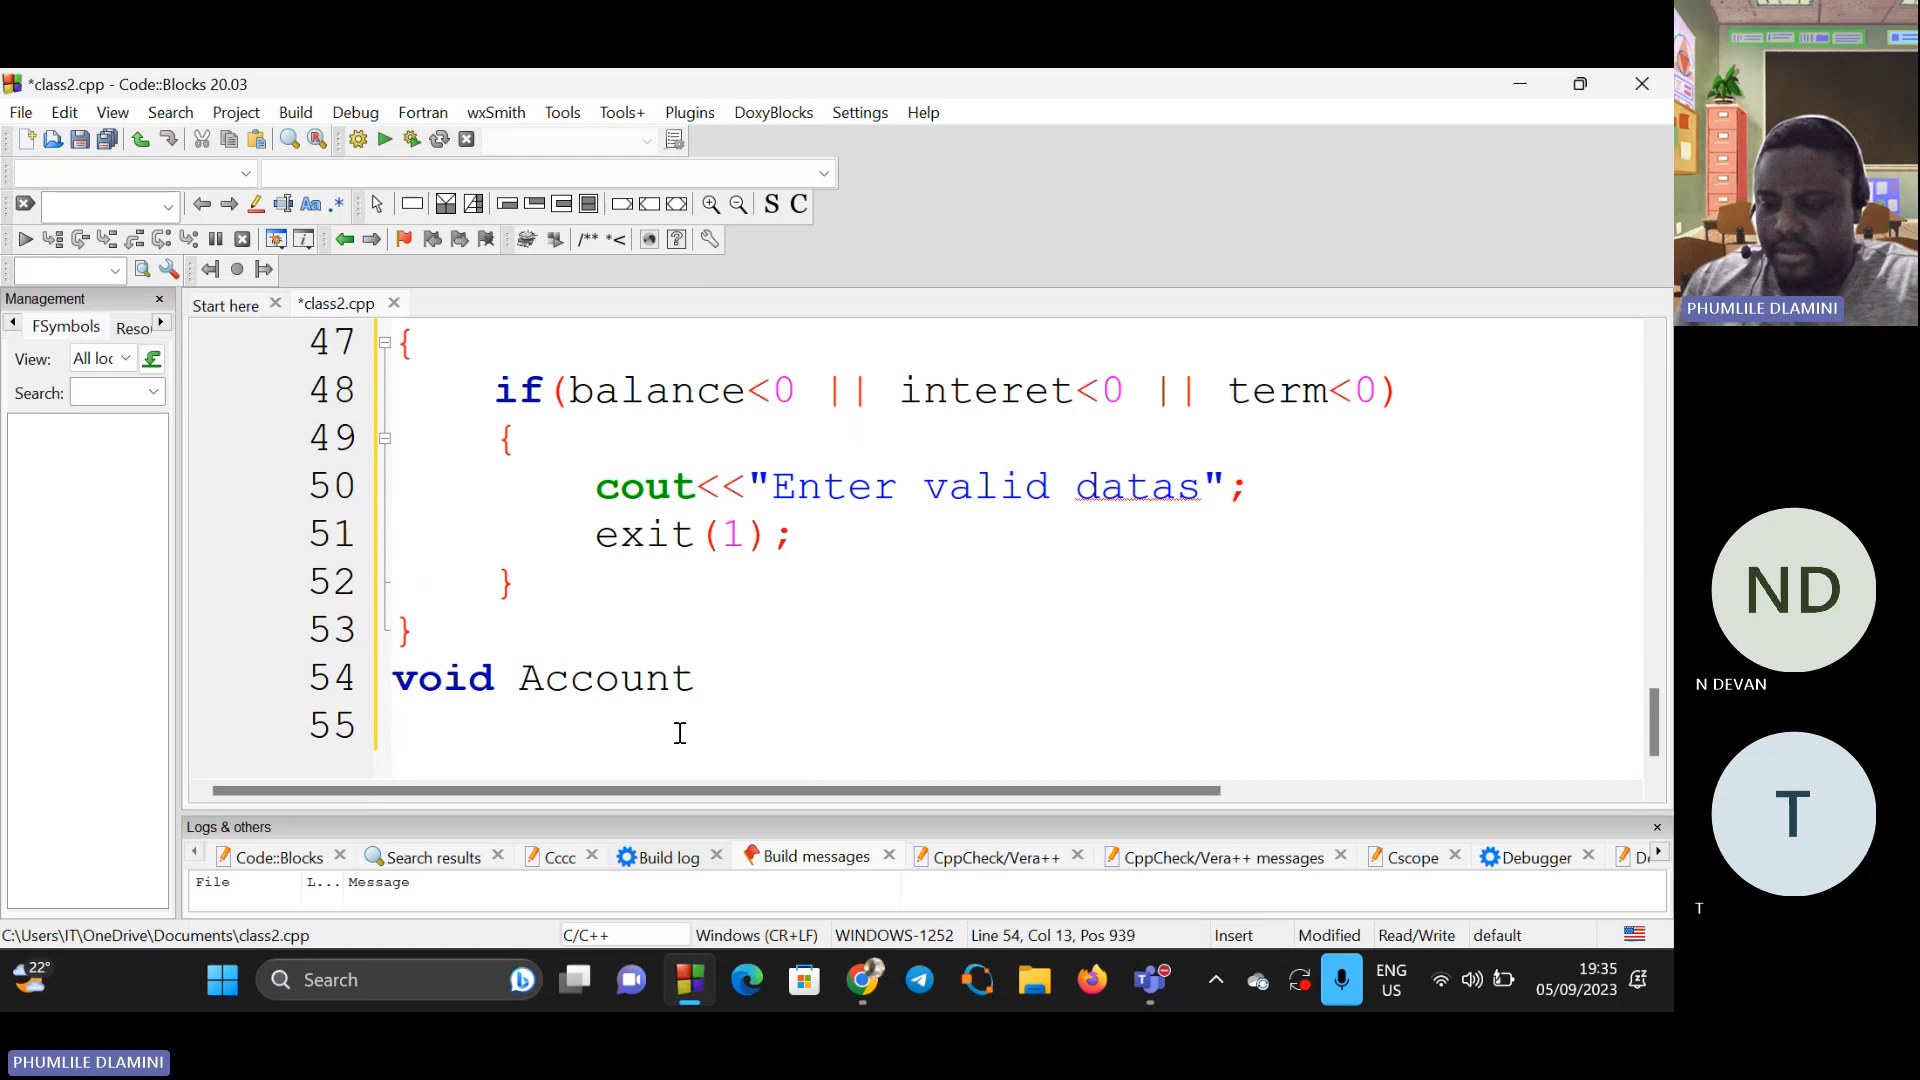 *class2.cpp - Code::Blocks 20.03
File Edit View Search Project Build Debug Fortran wxSmith Tools Tools+ Plugins DoxyBlocks Settings Help
Aa .*
S C
/** *<
Management
Start here
*class2.cpp
FSymbols Reso
View: All loc
Search:
47 {
48 if(balance<0 || interet<0 || term<0)
49 {
50 cout<<"Enter valid datas";
51 exit(1);
52 }
53 }
54 void Account
55
Logs & others
Code::Blocks Search results Cccc Build log Build messages CppCheck/Vera++ CppCheck/Vera++ messages Cscope Debugger
File L... Message
C:\Users\IT\OneDrive\Documents\class2.cpp C/C++ Windows (CR+LF) WINDOWS-1252 Line 54, Col 13, Pos 939 Insert Modified Read/Write default
22°
Search
ENG
US
19:35
05/09/2023
PHUMLILE DLAMINI
ND
N DEVAN
T
T
PHUMLILE DLAMINI